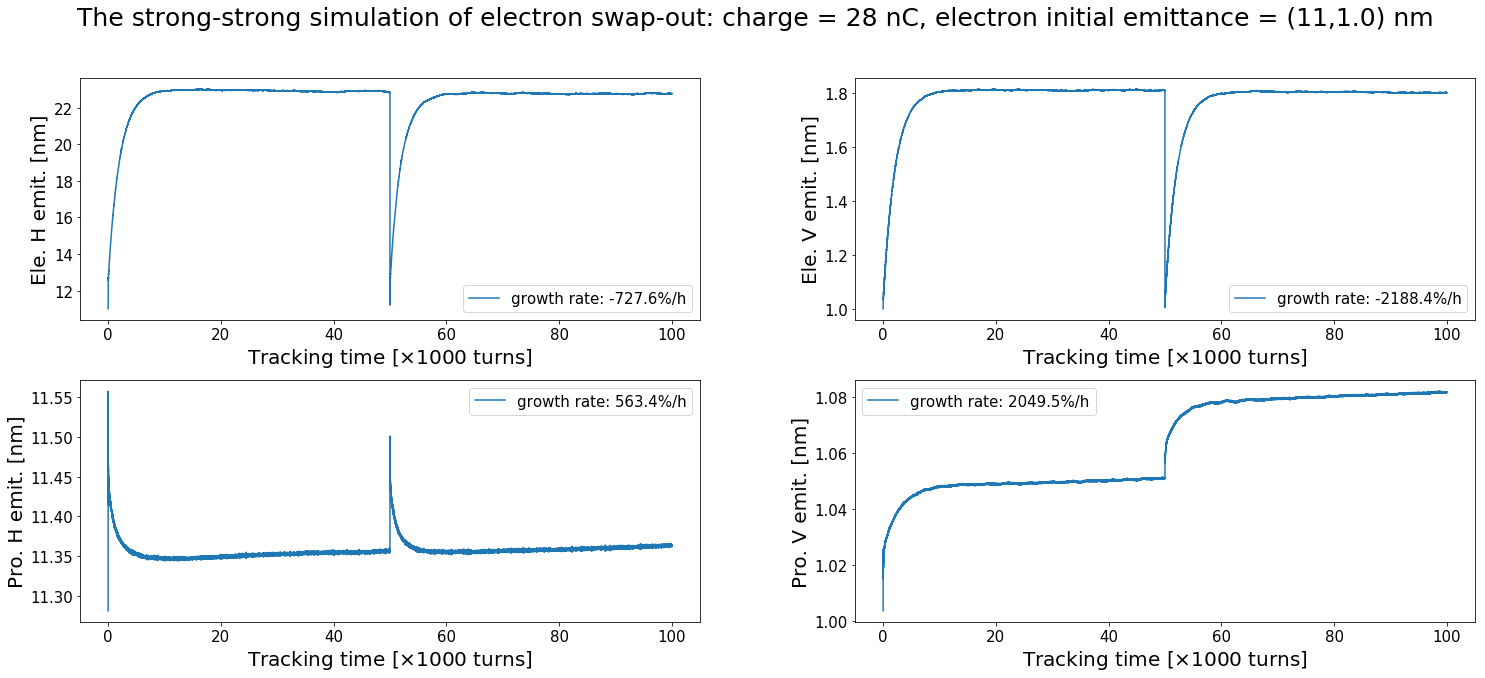 The strong-strong simulation of electron swap-out: charge = 28 nC, electron initial emittance = (11,1.0) nm
Ele. H emit. [nm]
22
20
18
16
14
12
growth rate: -727.6%/h
0 20 40 60 80 100
Tracking time [×1000 turns]
Ele. V emit. [nm]
1.8
1.6
1.4
1.2
1.0
growth rate: -2188.4%/h
0 20 40 60 80 100
Tracking time [×1000 turns]
Pro. H emit. [nm]
11.55
11.50
11.45
11.40
11.35
11.30
growth rate: 563.4%/h
0 20 40 60 80 100
Tracking time [×1000 turns]
Pro. V emit. [nm]
1.08
1.06
1.04
1.02
1.00
growth rate: 2049.5%/h
0 20 40 60 80 100
Tracking time [×1000 turns]